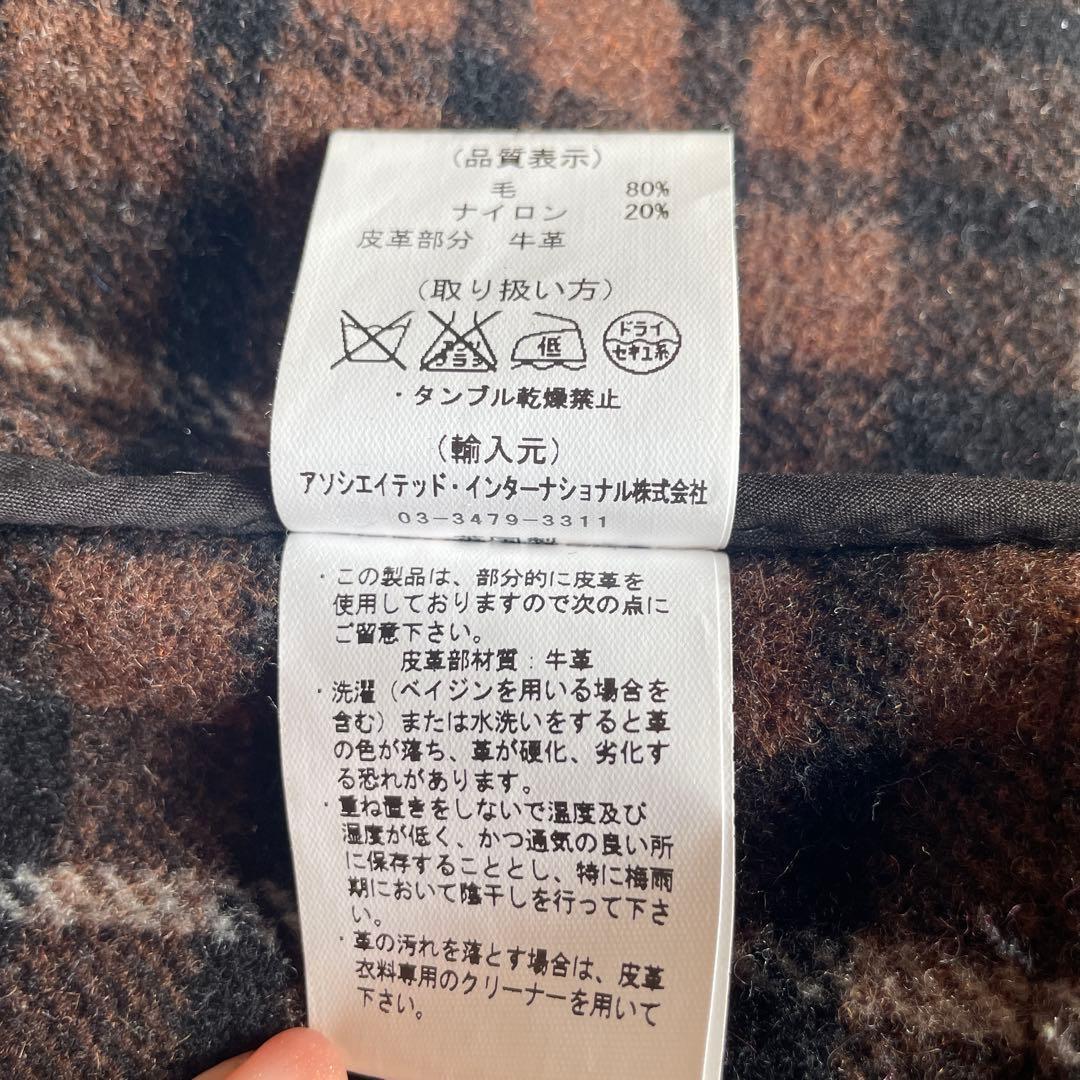 (品質表示)
毛 80%
ナイロン 20%
皮革部分 牛革
(取り扱い方)
エンソ
サラシ
低
ドライ
セキユ系
・タンブル乾燥禁止
(輸入元)
アソシエイテッド・インターナショナル株式会社
03-3479-3311
英国製
・この製品は、部分的に皮革を
使用しておりますので次の点に
ご留意下さい。
皮革部材質:牛革
・洗濯(ベイジンを用いる場合を
含む)または水洗いをすると革
の色が落ち、革が硬化、劣化す
る恐れがあります。
・重ね置きをしないで温度及び
湿度が低く、かつ通気の良い所
に保存することとし、特に梅雨
期において陰干しを行って下さ
い。
・革の汚れを落とす場合は、皮革
衣料専用のクリーナーを用いて
下さい。